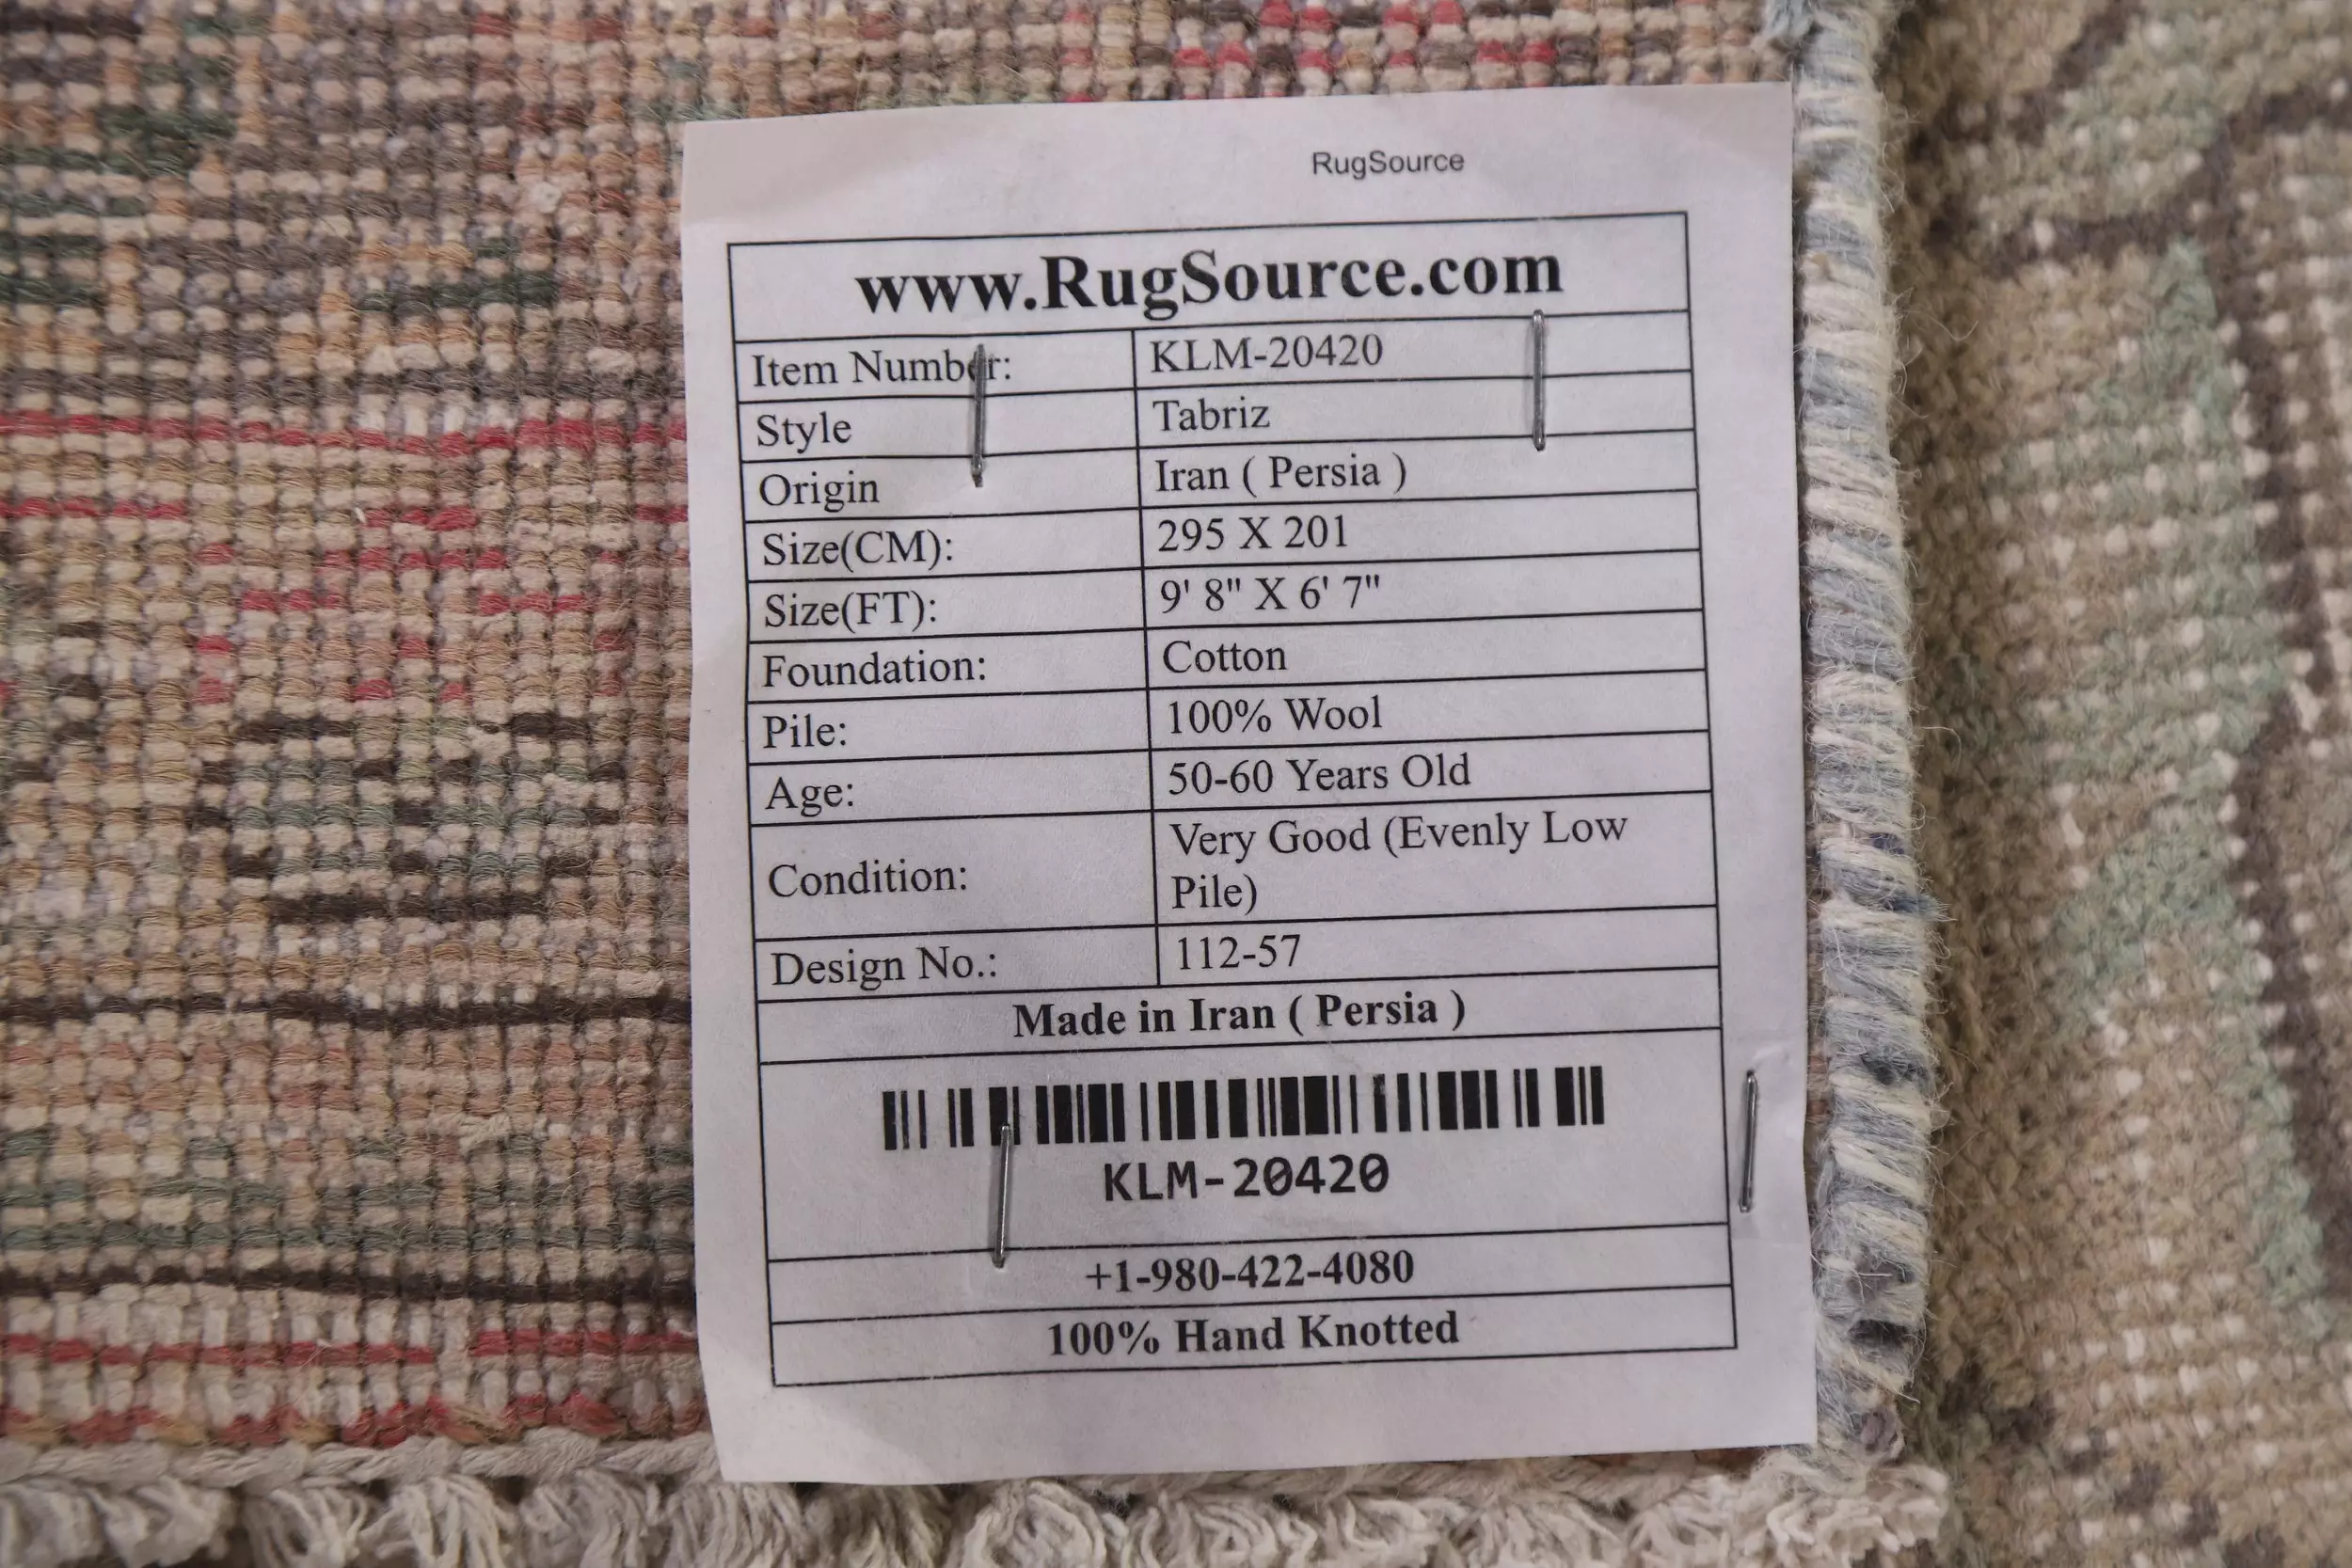 RugSource
www.RugSource.com
Item Number: KLM-20420
Style Tabriz
Origin Iran ( Persia )
Size(CM): 295 X 201
Size(FT): 9' 8" X 6' 7"
Foundation: Cotton
Pile: 100% Wool
Age: 50-60 Years Old
Condition: Very Good (Evenly Low
Pile)
Design No.: 112-57
Made in Iran ( Persia )
KLM-20420
+1-980-422-4080
100% Hand Knotted